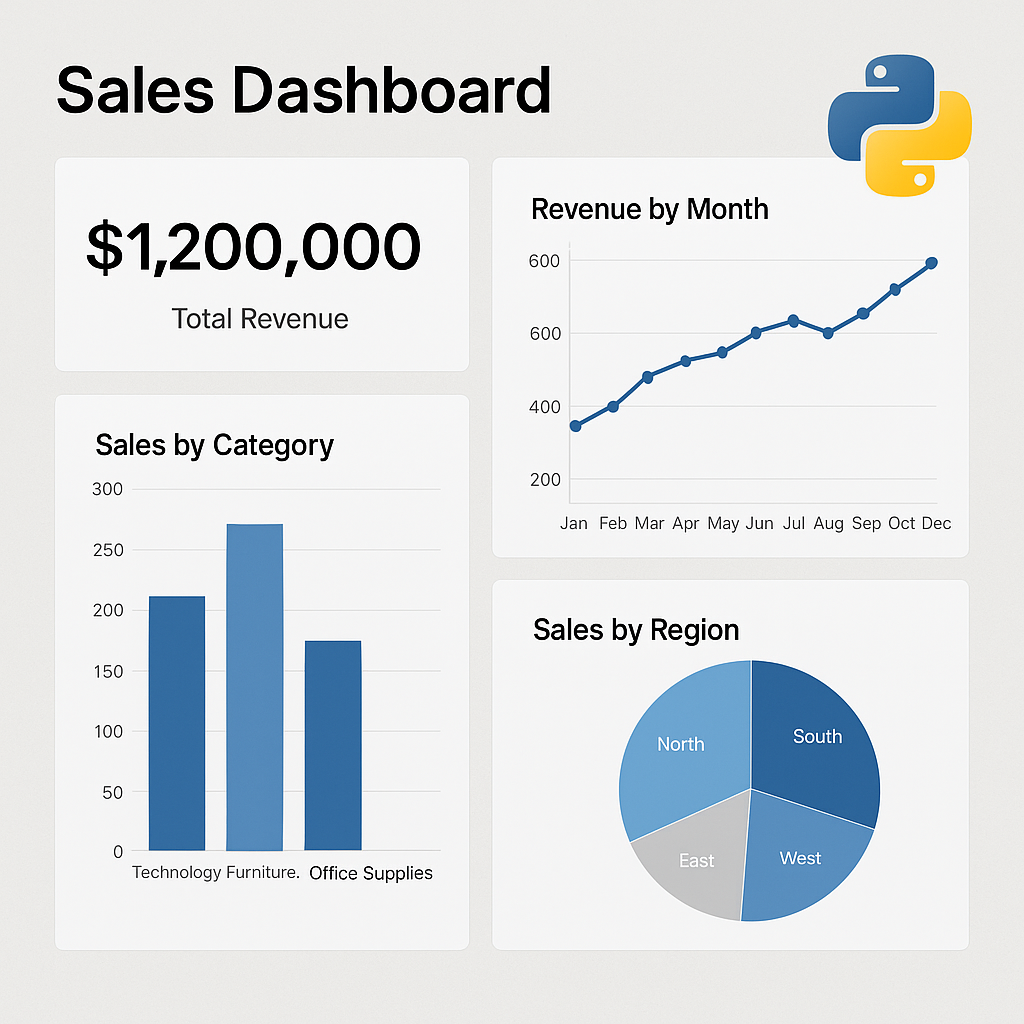 Sales Dashboard
$1,200,000
Total Revenue
Revenue by Month
600
600
400
200
Jan Feb Mar Apr May Jun Jul Aug Sep Oct Dec
Sales by Category
300
250
200
150
100
50
0
Technology Furniture. Office Supplies
Sales by Region
North
South
East
West